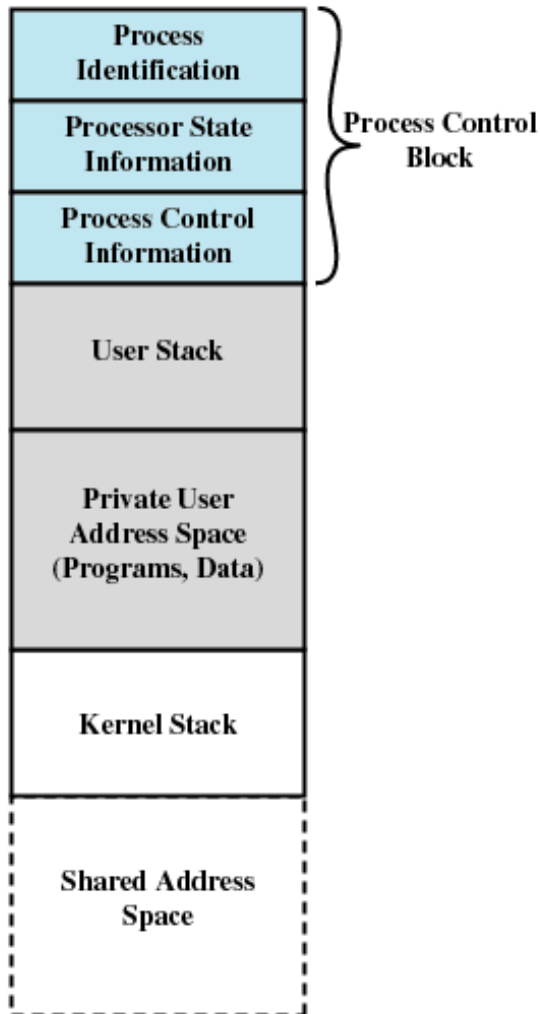 Process
Identification
Processor State
Information
Process Control
Information
Process Control
Block
User Stack
Private User
Address Space
(Programs, Data)
Kernel Stack
Shared Address
Space